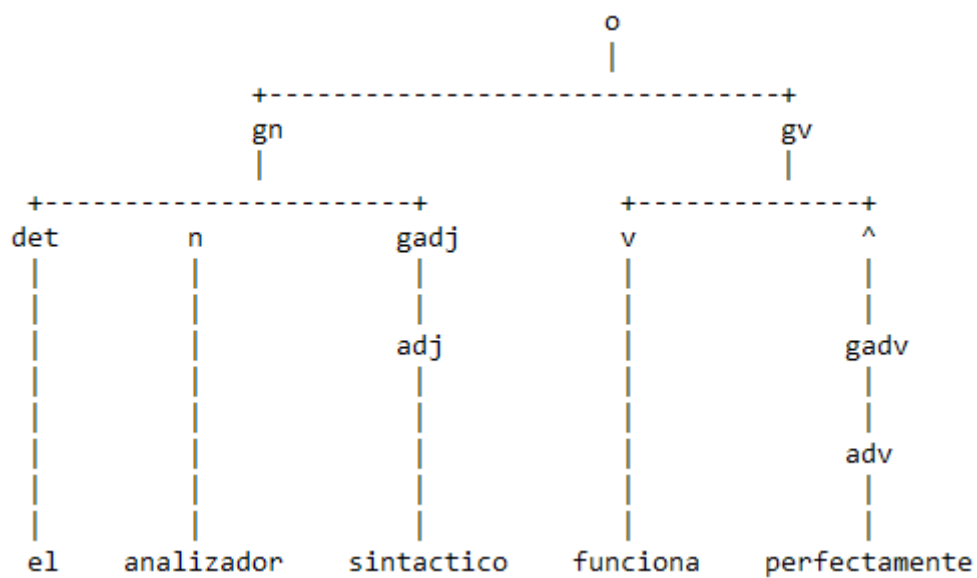 o
gn gv
det n gadj v ^
adj gadv
adv
el analizador sintactico funciona perfectamente